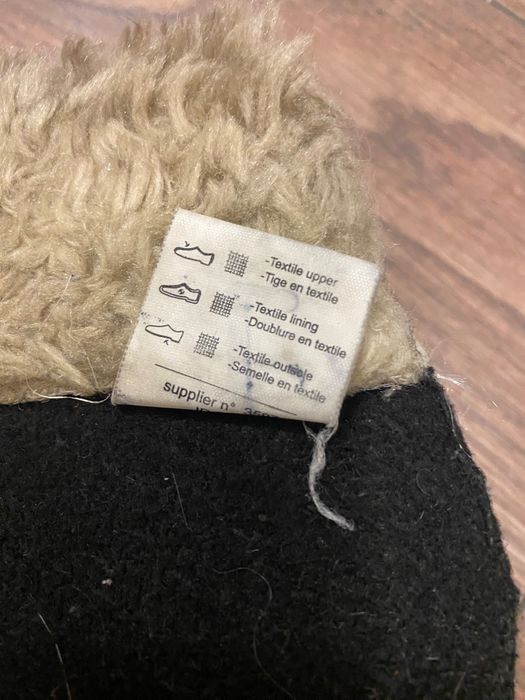 -Textile upper
-Tige en textile
-Textile lining
-Doublure en textile
-Textile outsole
-Semelle en textile
supplier n°